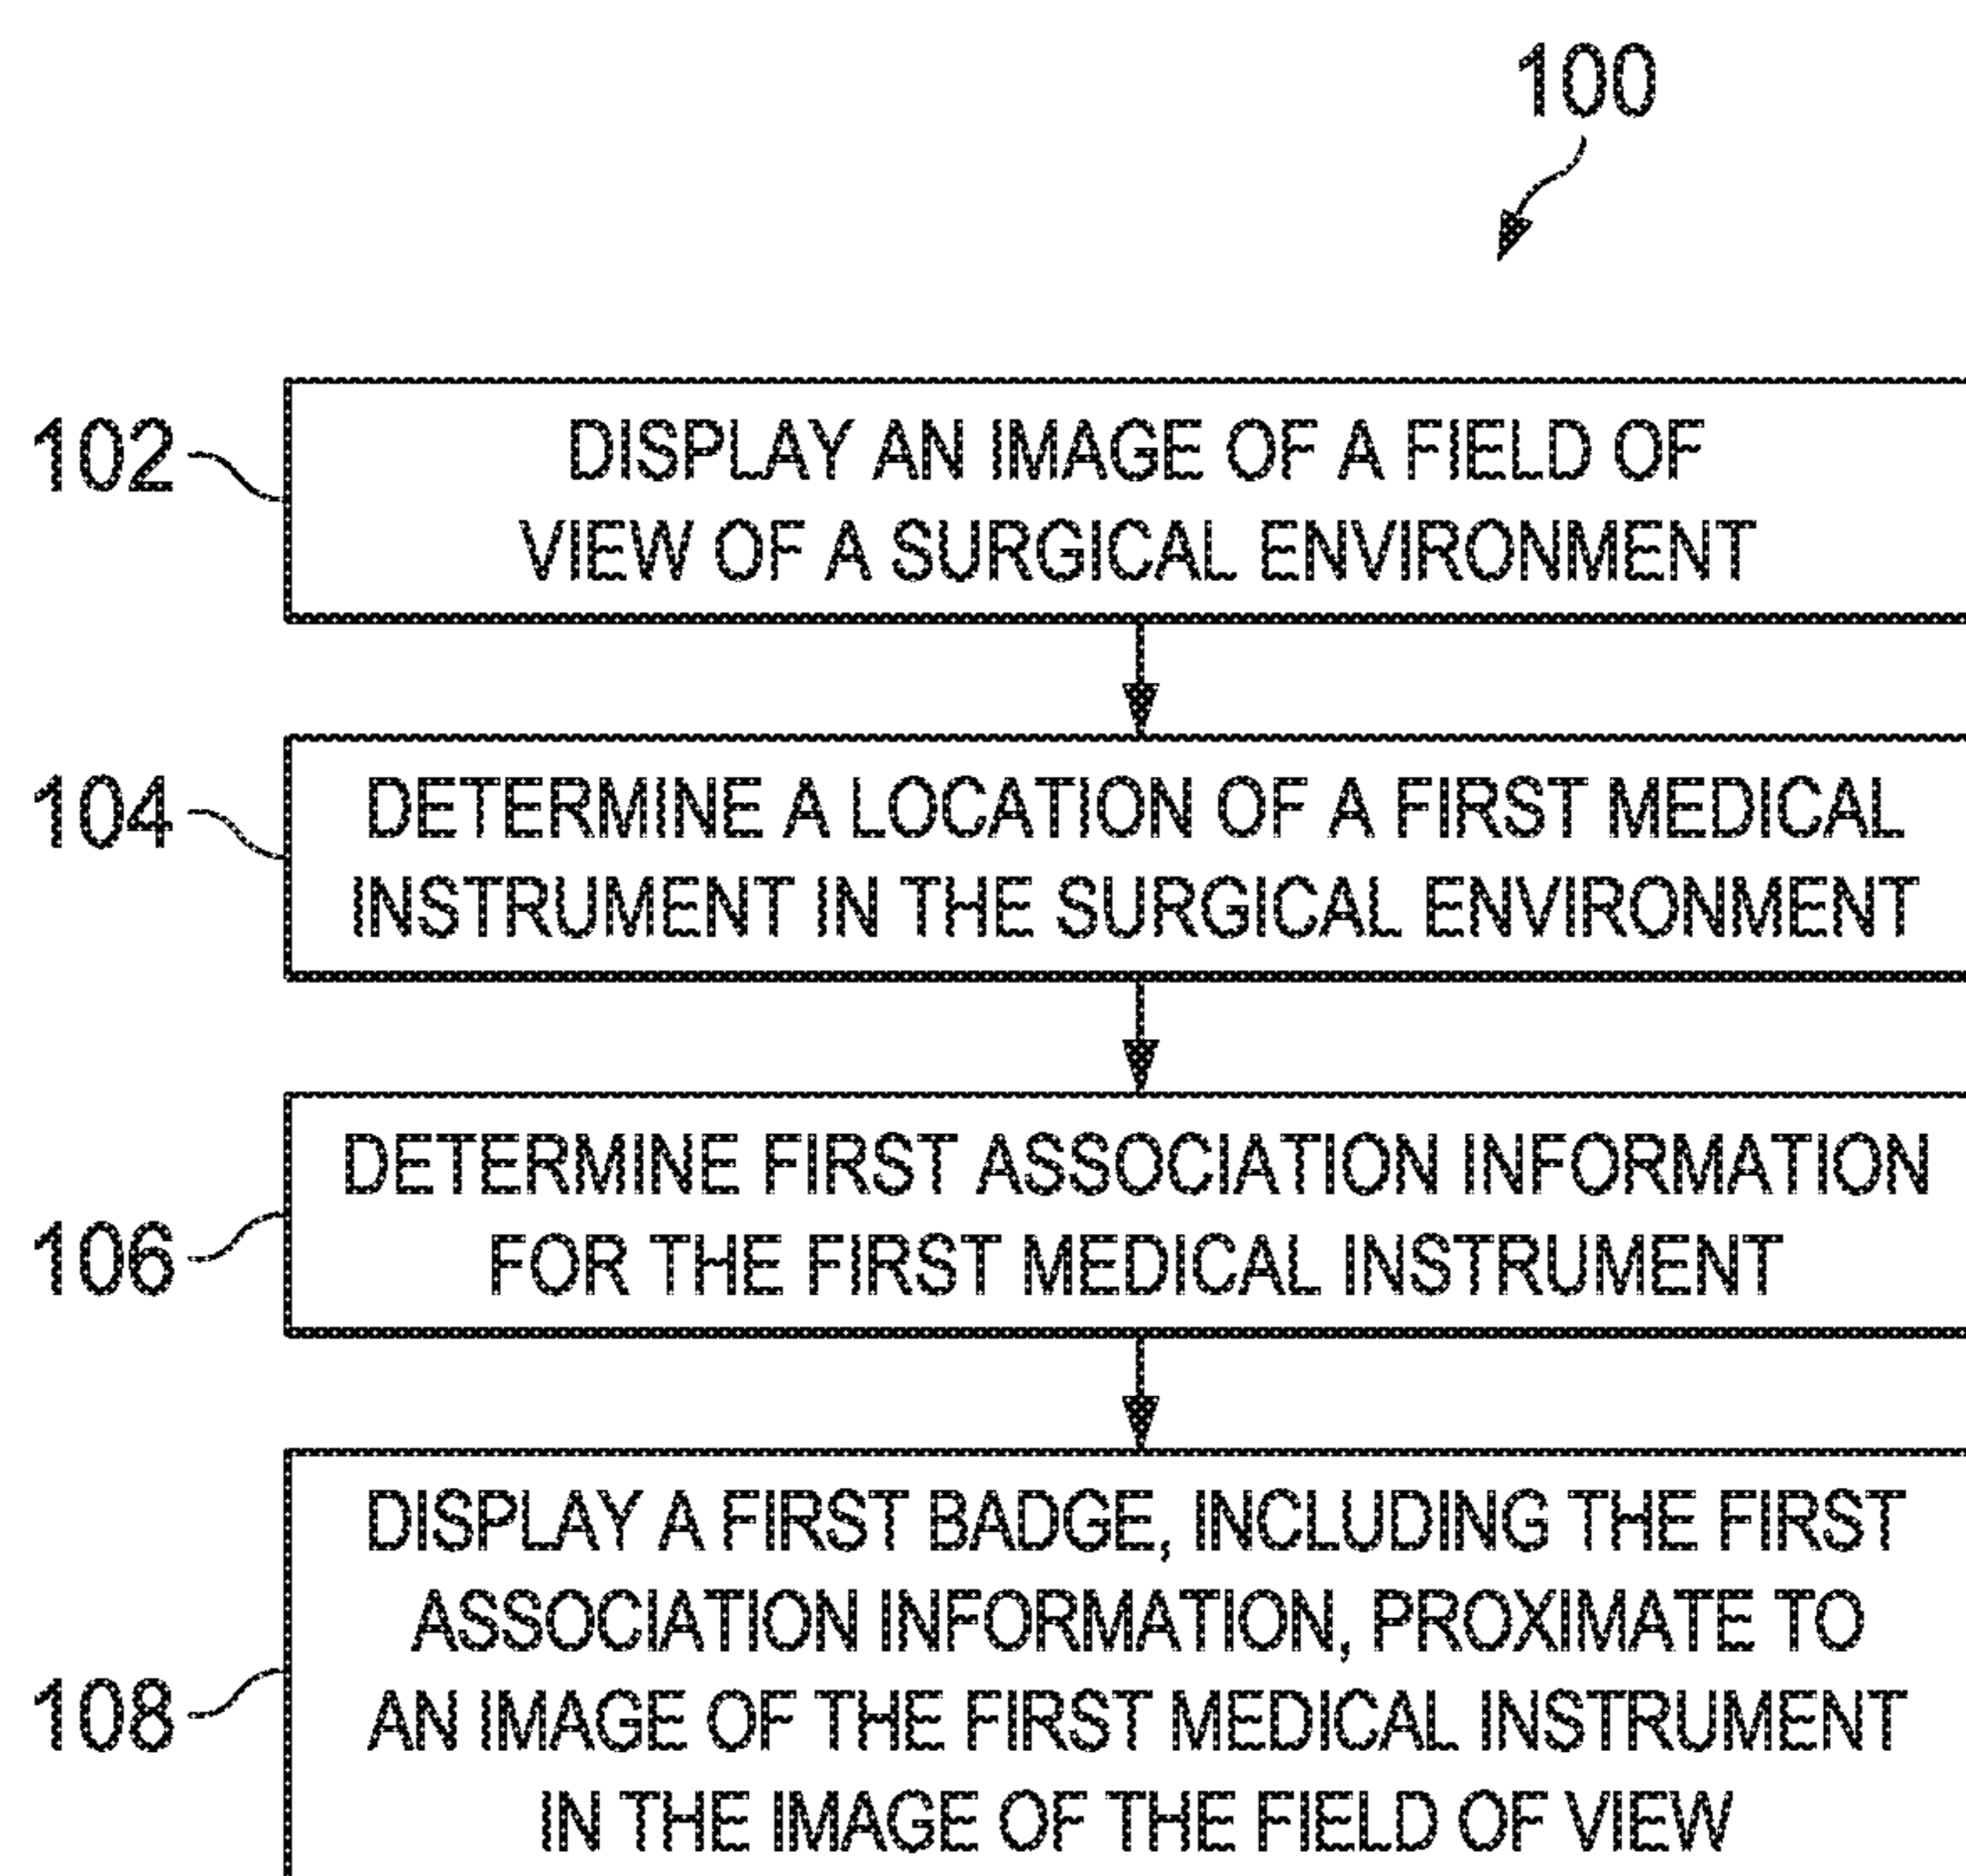 100
102
DISPLAY AN IMAGE OF A FIELD OF
VIEW OF A SURGICAL ENVIRONMENT
104
DETERMINE A LOCATION OF A FIRST MEDICAL
INSTRUMENT IN THE SURGICAL ENVIRONMENT
106
DETERMINE FIRST ASSOCIATION INFORMATION
FOR THE FIRST MEDICAL INSTRUMENT
108
DISPLAY A FIRST BADGE, INCLUDING THE FIRST
ASSOCIATION INFORMATION, PROXIMATE TO
AN IMAGE OF THE FIRST MEDICAL INSTRUMENT
IN THE IMAGE OF THE FIELD OF VIEW